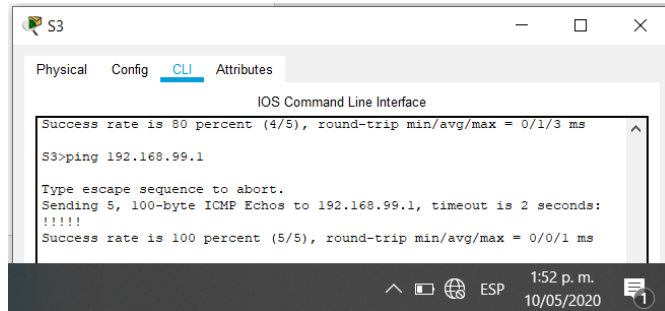 S3
Physical Config CLI Attributes
IOS Command Line Interface
Success rate is 80 percent (4/5), round-trip min/avg/max = 0/1/3 ms
S3>ping 192.168.99.1
Type escape sequence to abort.
Sending 5, 100-byte ICMP Echos to 192.168.99.1, timeout is 2 seconds:
!!!!!
Success rate is 100 percent (5/5), round-trip min/avg/max = 0/0/1 ms
ESP
1:52 p. m.
10/05/2020
1